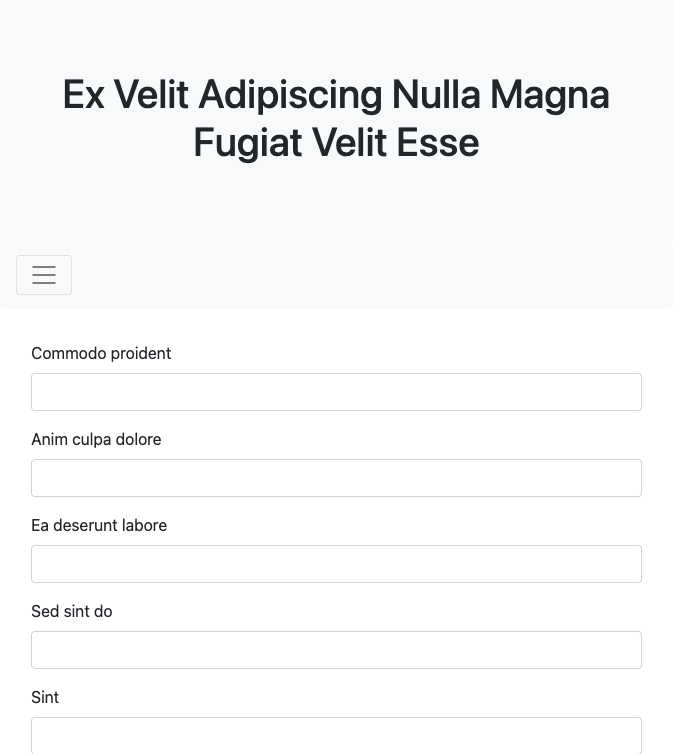 Ex Velit Adipiscing Nulla Magna
Fugiat Velit Esse
Commodo proident
Anim culpa dolore
Ea deserunt labore
Sed sint do
Sint